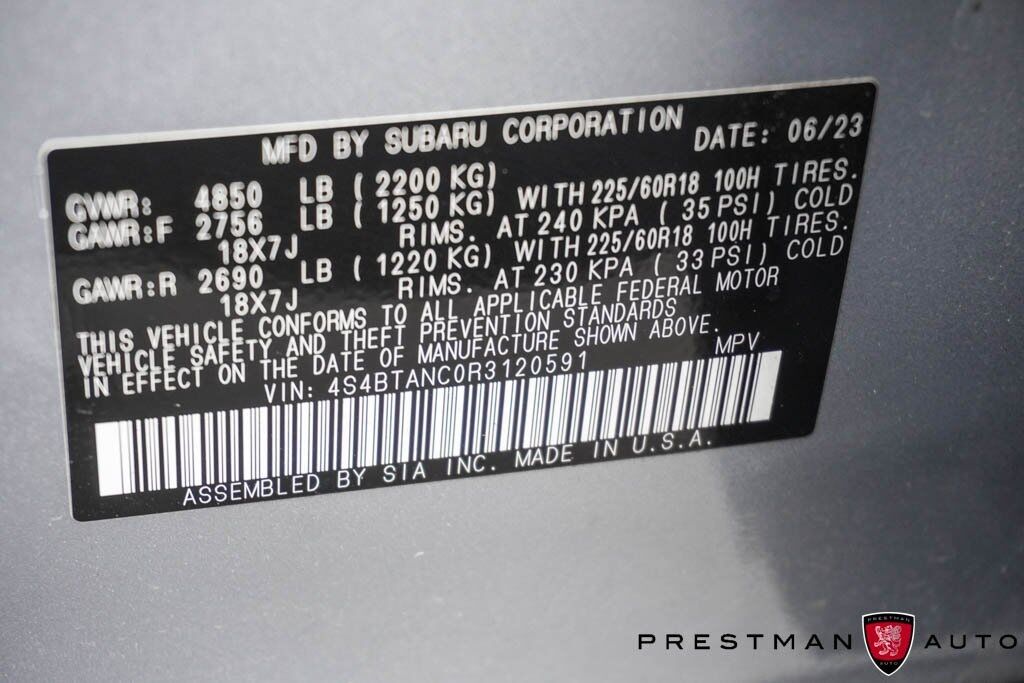 MFD BY SUBARU CORPORATION DATE: 06/23
GVWR: 4850 LB ( 2200 KG)
GAWR:F 2756 LB ( 1250 KG) WITH 225/60R18 100H TIRES.
18X7J RIMS. AT 240 KPA ( 35 PSI) COLD
GAWR:R 2690 LB ( 1220 KG) WITH 225/60R18 100H TIRES.
18X7J RIMS. AT 230 KPA ( 33 PSI) COLD
THIS VEHICLE CONFORMS TO ALL APPLICABLE FEDERAL MOTOR
VEHICLE SAFETY AND THEFT PREVENTION STANDARDS
IN EFFECT ON THE DATE OF MANUFACTURE SHOWN ABOVE.
VIN: 4S4BTANC0R3120591 MPV
ASSEMBLED BY SIA INC. MADE IN U.S.A.
PRESTMAN PRESTMAN AUTO